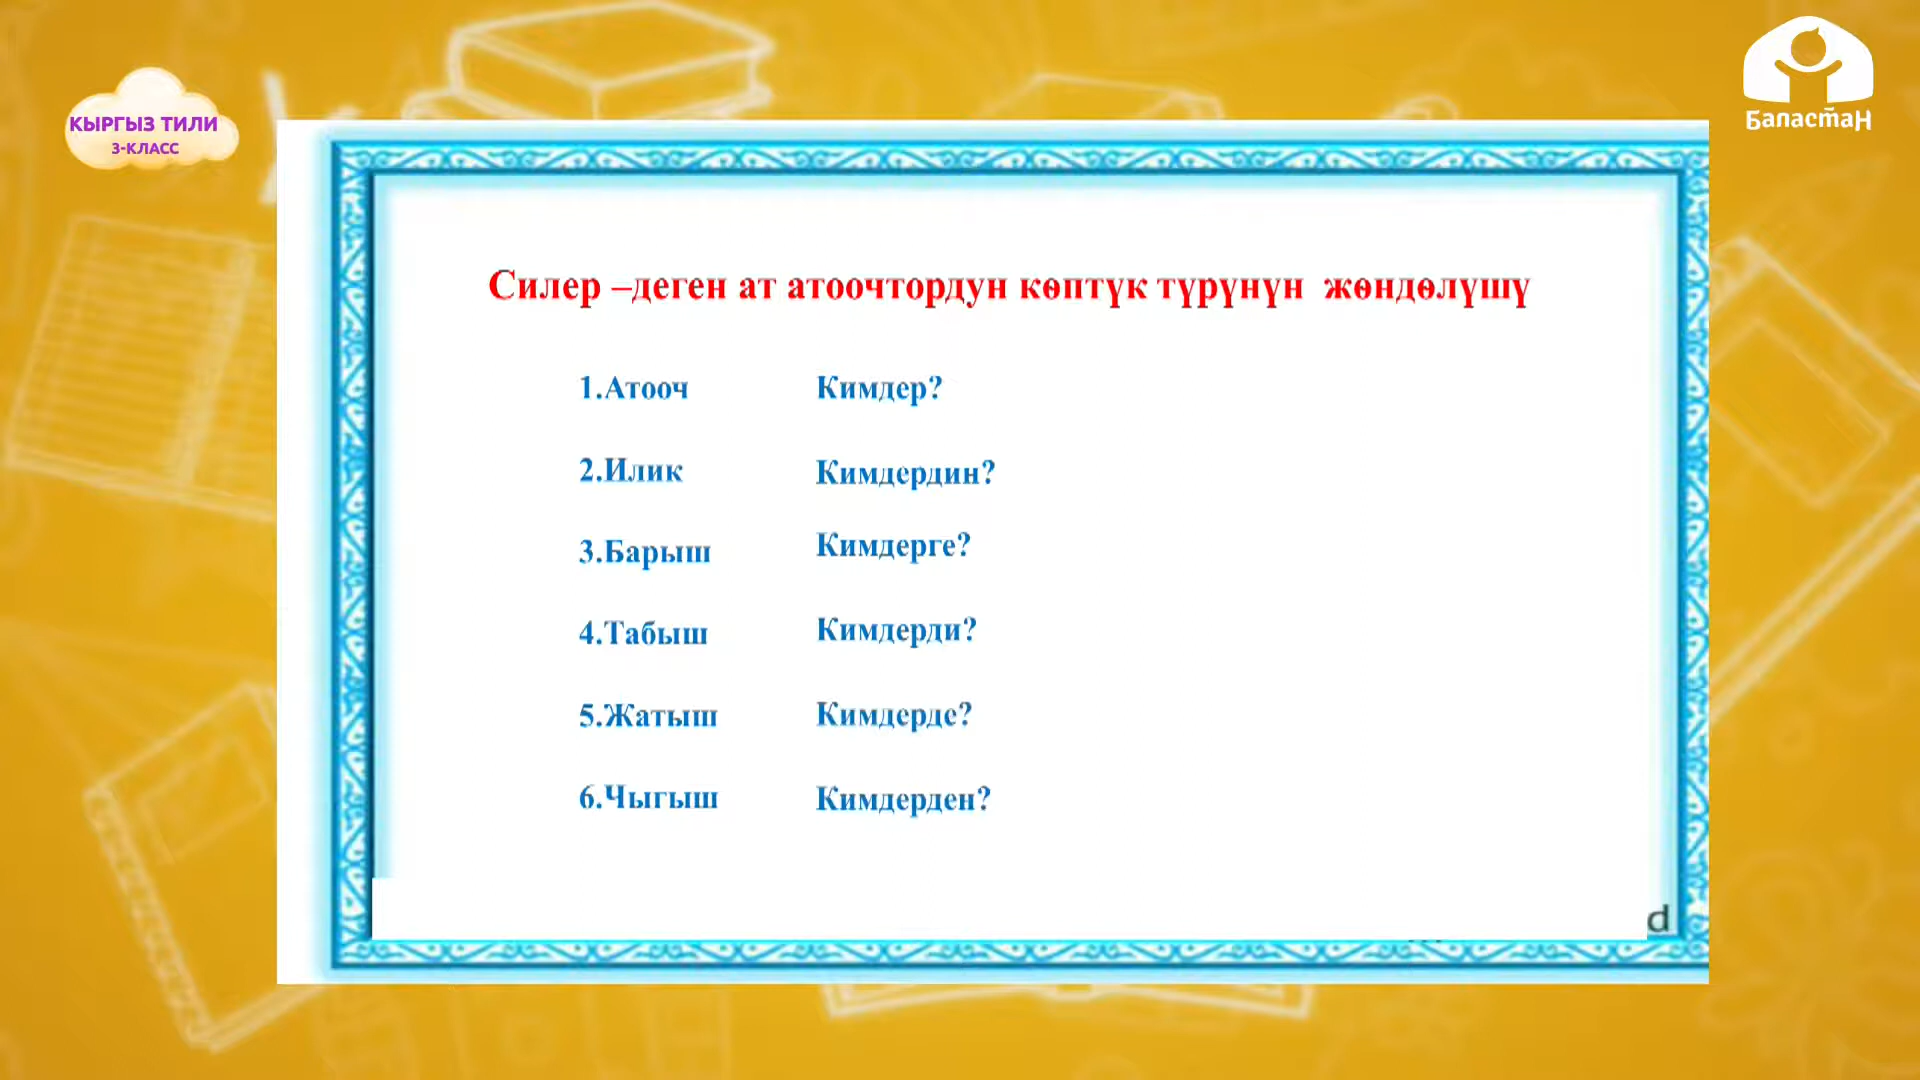 КЫРГЫЗ ТИЛИ
3-КЛАСС
Баластан
Силер –деген ат атоочтордун көптүк түрүнүн жөндөлүшү
1.Атооч Кимдер?
2.Илик Кимдердин?
3.Барыш Кимдерге?
4.Табыш Кимдерди?
5.Жатыш Кимдерде?
6.Чыгыш Кимдерден?
d